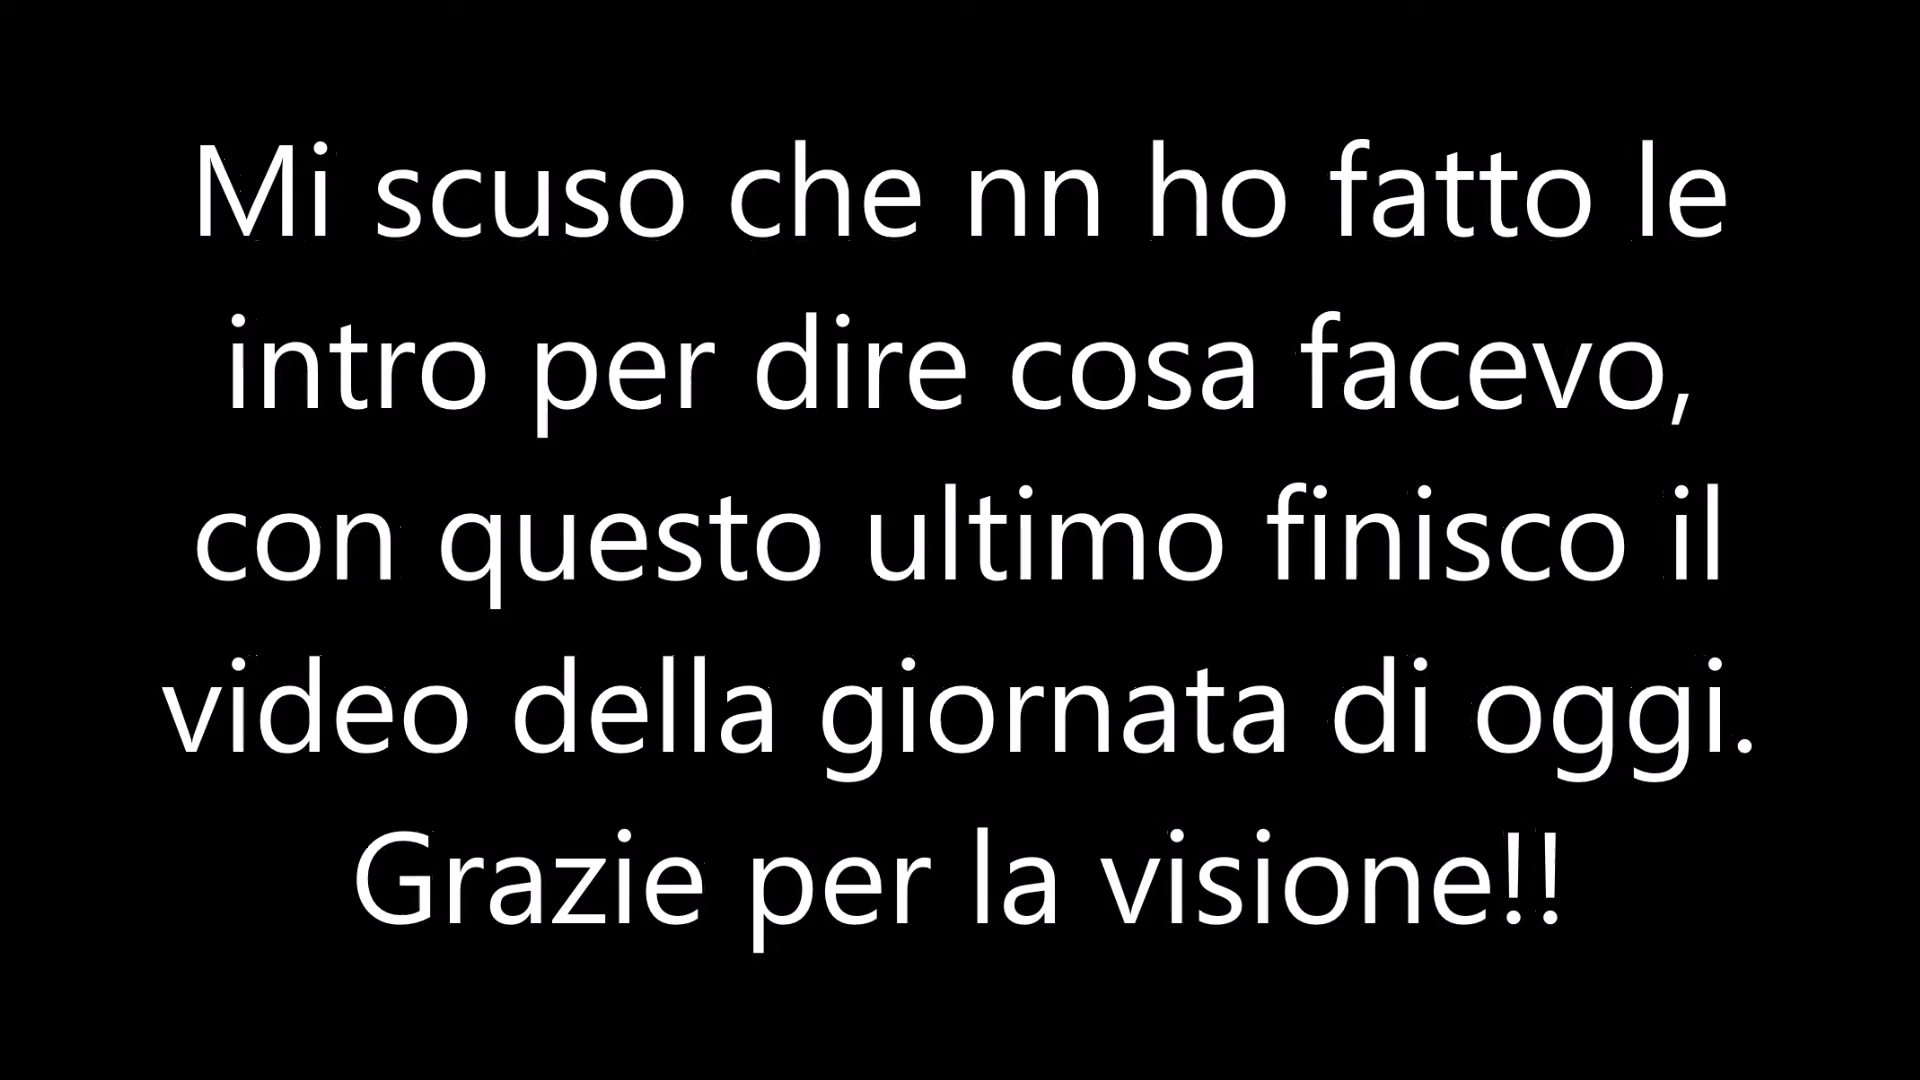 Mi scuso che nn ho fatto le
intro per dire cosa facevo,
con questo ultimo finisco il
video della giornata di oggi.
Grazie per la visione!!